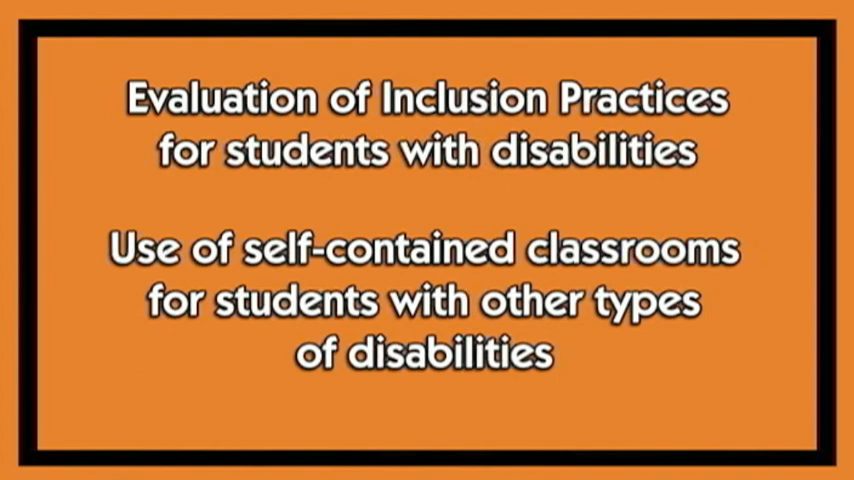 Evaluation of Inclusion Practices
for students with disabilities
Use of self-contained classrooms
for students with other types
of disabilities